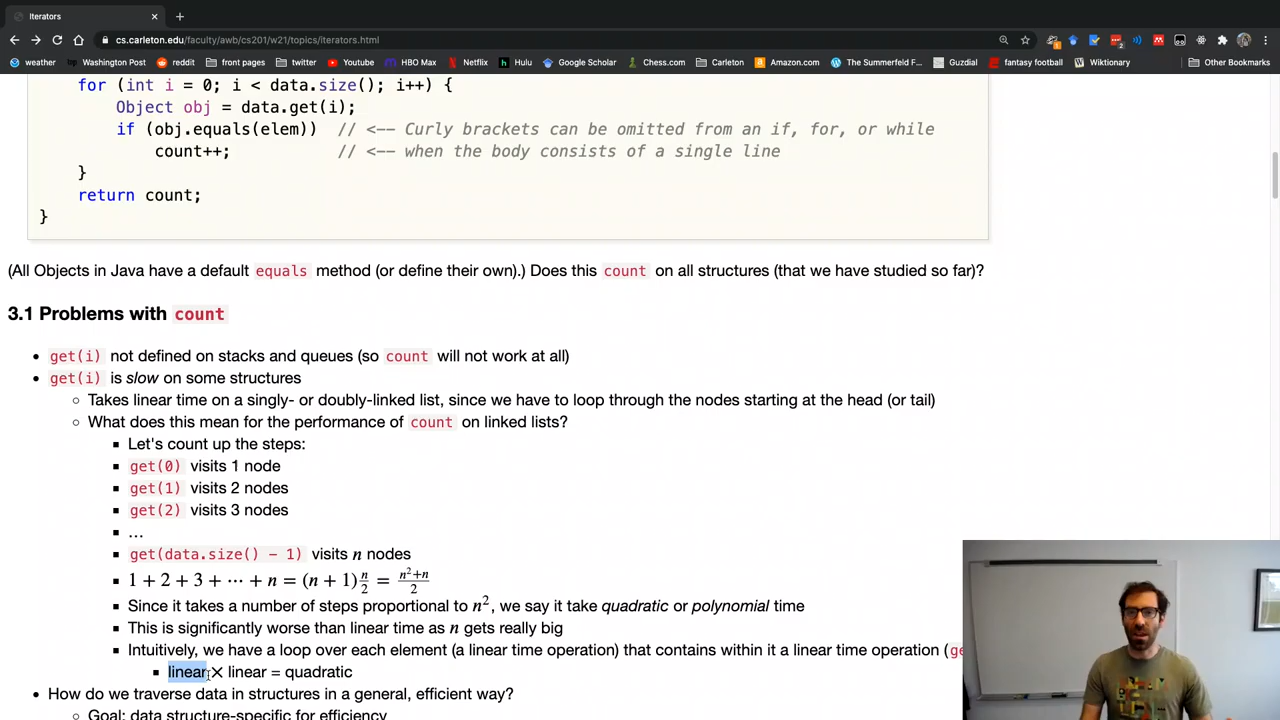 Iterators
cs.carleton.edu/faculty/awb/cs201/w21/topics/iterators.html
weather Washington Post reddit front pages twitter Youtube HBO Max Netflix Hulu Google Scholar Chess.com Carleton Amazon.com The Summerfeld F... Guzdial fantasy football Wiktionary Other Bookmarks
for (int i = 0; i < data.size(); i++) {
Object obj = data.get(i);
if (obj.equals(elem)) // <-- Curly brackets can be omitted from an if, for, or while
count++; // <-- when the body consists of a single line
}
return count;
}
(All Objects in Java have a default equals method (or define their own).) Does this count on all structures (that we have studied so far)?
3.1 Problems with count
• get(i) not defined on stacks and queues (so count will not work at all)
• get(i) is slow on some structures
◦ Takes linear time on a singly- or doubly-linked list, since we have to loop through the nodes starting at the head (or tail)
◦ What does this mean for the performance of count on linked lists?
▪ Let's count up the steps:
▪ get(0) visits 1 node
▪ get(1) visits 2 nodes
▪ get(2) visits 3 nodes
▪ …
▪ get(data.size() - 1) visits n nodes
▪ 1 + 2 + 3 + ⋯ + n = (n + 1)n/2 = n²+n/2
▪ Since it takes a number of steps proportional to n², we say it take quadratic or polynomial time
▪ This is significantly worse than linear time as n gets really big
▪ Intuitively, we have a loop over each element (a linear time operation) that contains within it a linear time operation (ge
▪ linear × linear = quadratic
• How do we traverse data in structures in a general, efficient way?
◦ Goal: data structure-specific for efficiency